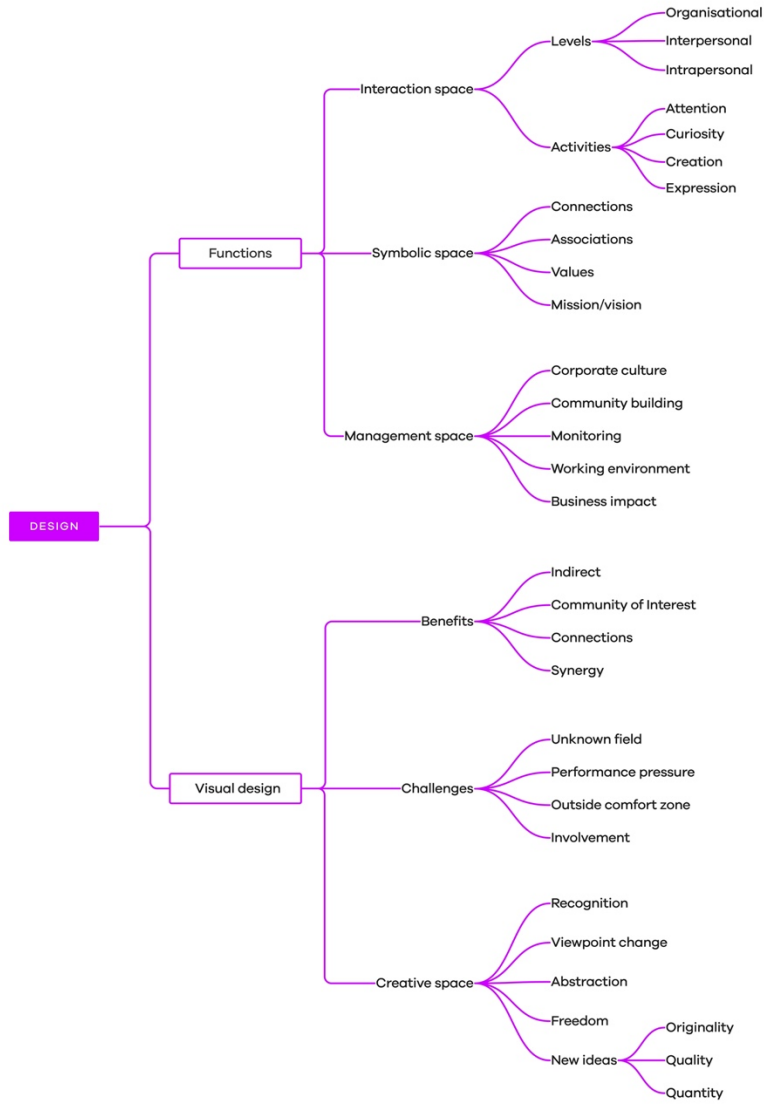 DESIGN
Functions
Interaction space
Levels
Organisational
Interpersonal
Intrapersonal
Activities
Attention
Curiosity
Creation
Expression
Symbolic space
Connections
Associations
Values
Mission/vision
Management space
Corporate culture
Community building
Monitoring
Working environment
Business impact
Visual design
Benefits
Indirect
Community of Interest
Connections
Synergy
Challenges
Unknown field
Performance pressure
Outside comfort zone
Involvement
Creative space
Recognition
Viewpoint change
Abstraction
Freedom
New ideas
Originality
Quality
Quantity